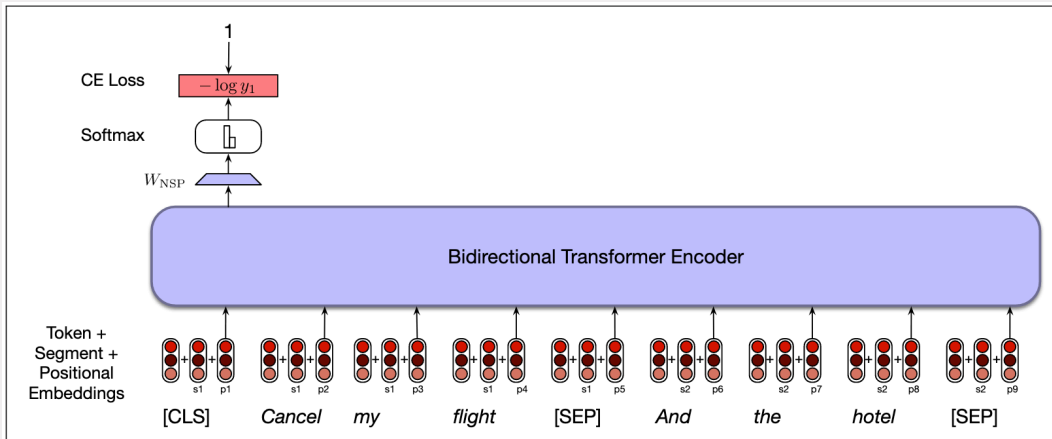 1
CE Loss
− log y₁
Softmax
W_NSP
Bidirectional Transformer Encoder
Token +
Segment +
Positional
Embeddings
+ + + + + + + + + + + + + + + + + +
s1 p1 s1 p2 s1 p3 s1 p4 s1 p5 s2 p6 s2 p7 s2 p8 s2 p9
[CLS] Cancel my flight [SEP] And the hotel [SEP]